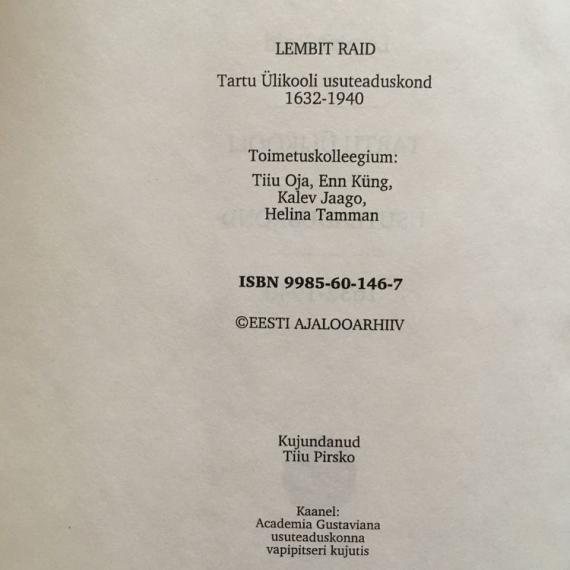 LEMBIT RAID
Tartu Ülikooli usuteaduskond
1632-1940
Toimetuskolleegium:
Tiiu Oja, Enn Küng,
Kalev Jaago,
Helina Tamman
ISBN 9985-60-146-7
©EESTI AJALOOARHIIV
Kujundanud
Tiiu Pirsko
Kaanel:
Academia Gustaviana
usuteaduskonna
vapipitseri kujutis